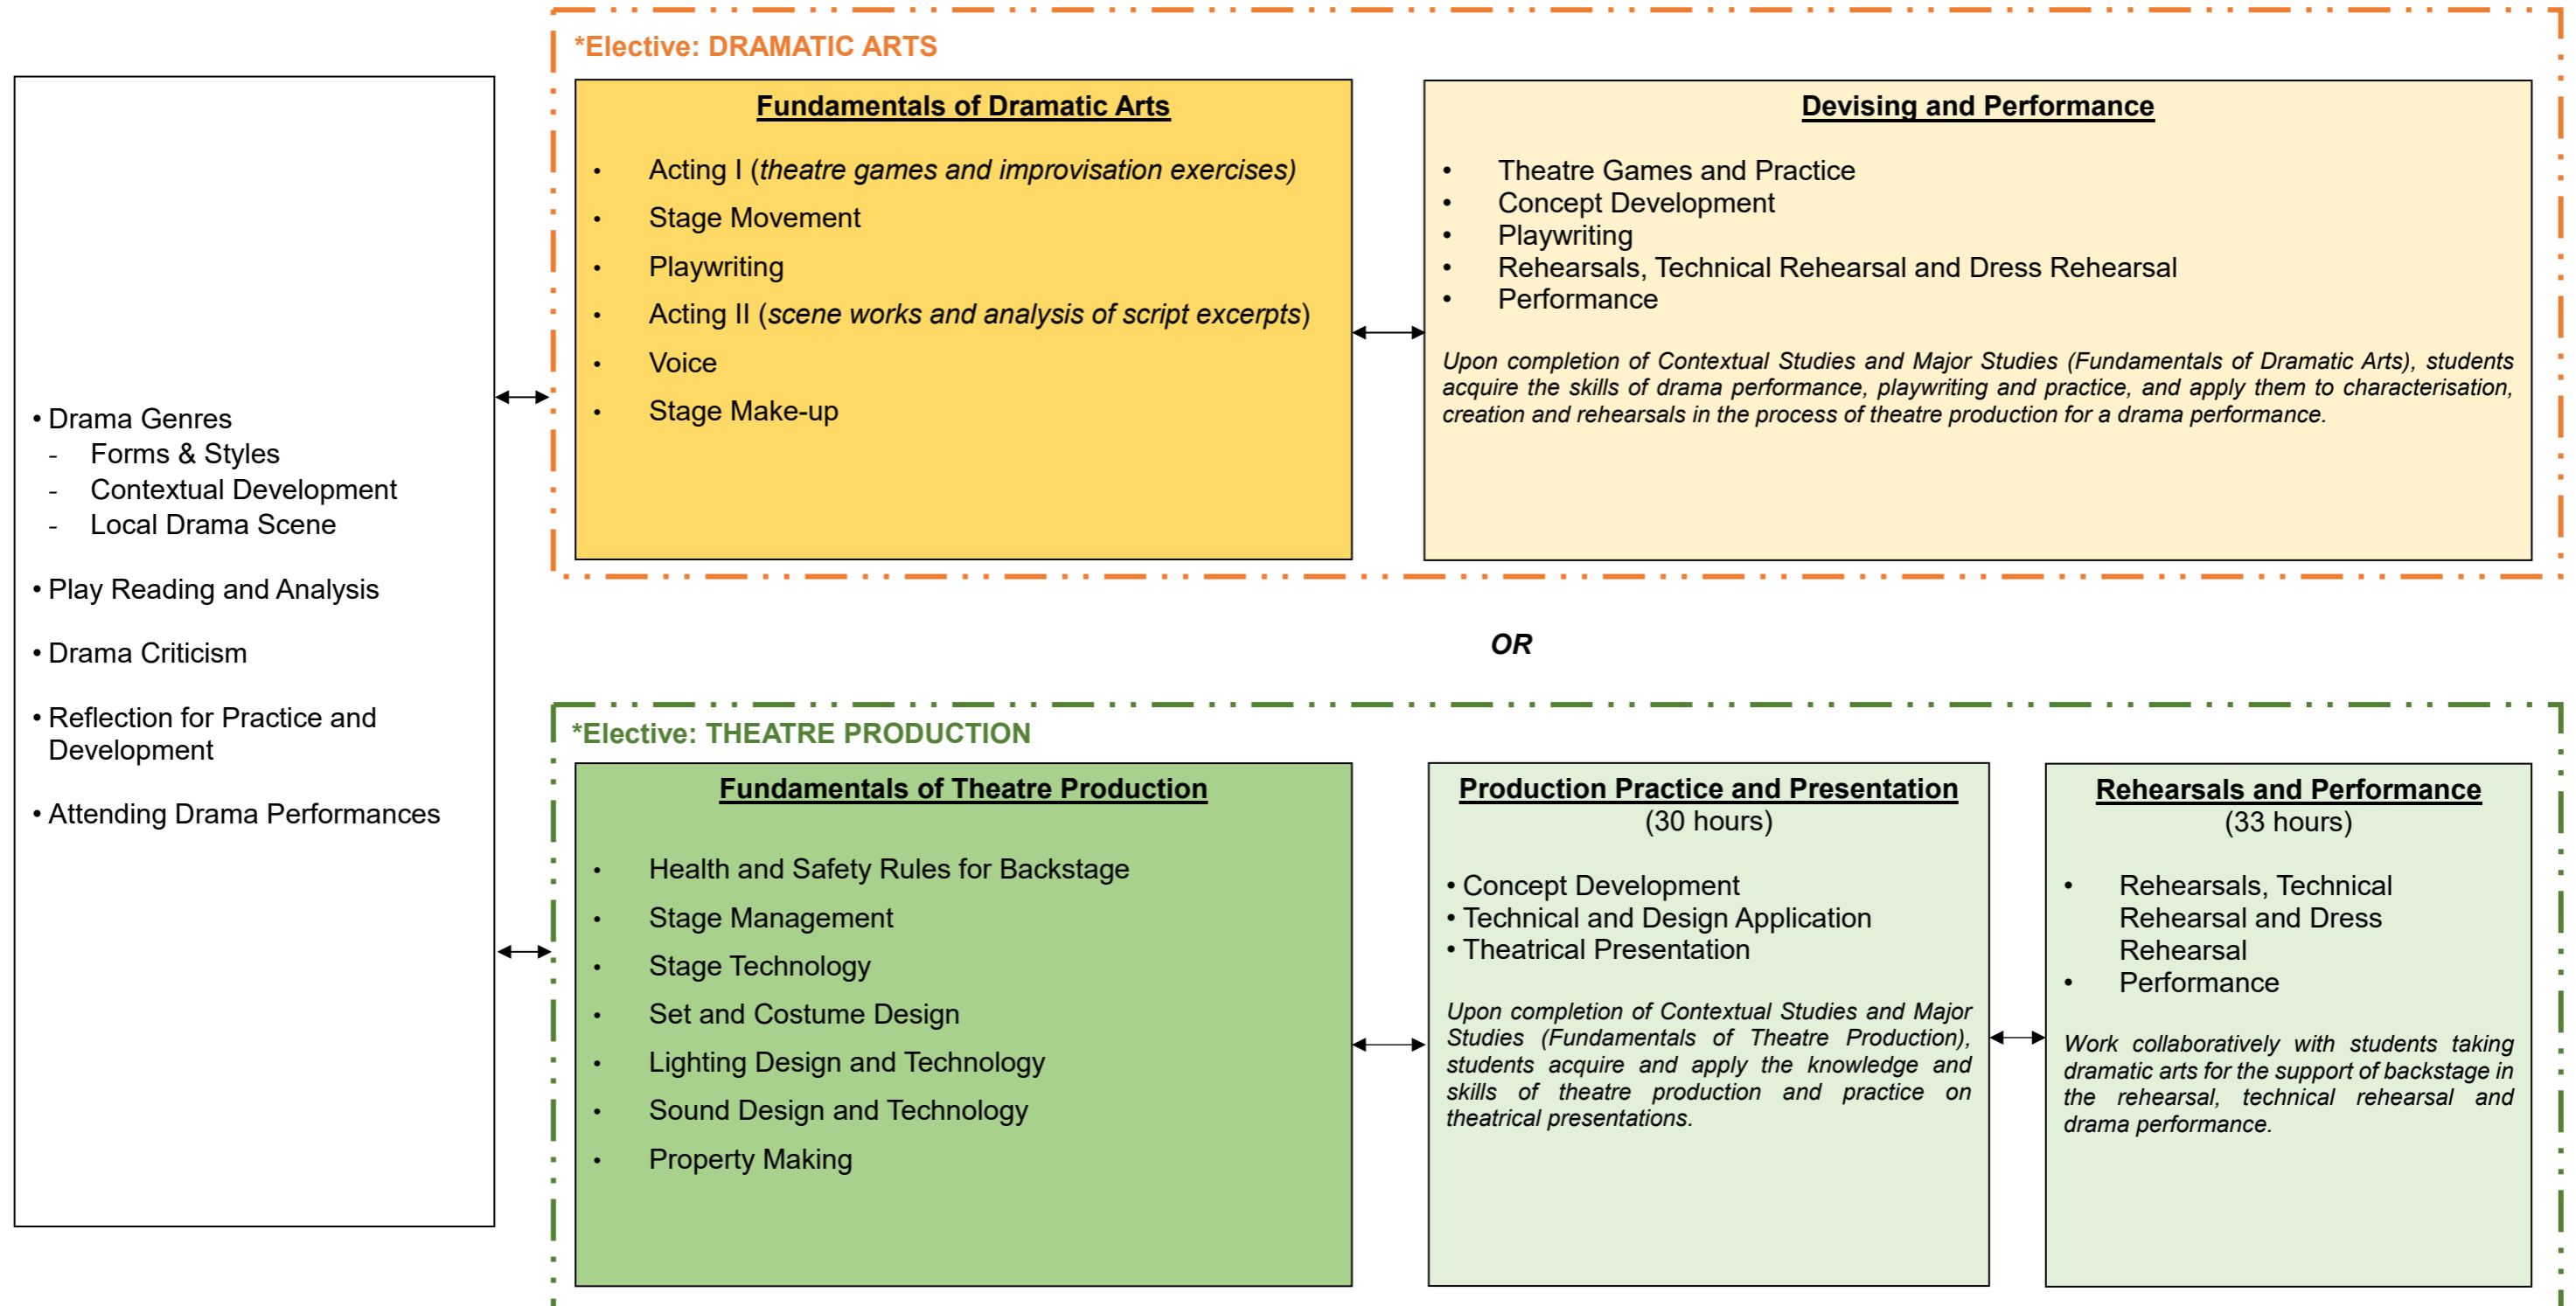 • Drama Genres
- Forms & Styles
- Contextual Development
- Local Drama Scene
• Play Reading and Analysis
• Drama Criticism
• Reflection for Practice and
Development
• Attending Drama Performances
*Elective: DRAMATIC ARTS
Fundamentals of Dramatic Arts
• Acting I (theatre games and improvisation exercises)
• Stage Movement
• Playwriting
• Acting II (scene works and analysis of script excerpts)
• Voice
• Stage Make-up
Devising and Performance
• Theatre Games and Practice
• Concept Development
• Playwriting
• Rehearsals, Technical Rehearsal and Dress Rehearsal
• Performance
Upon completion of Contextual Studies and Major Studies (Fundamentals of Dramatic Arts), students
acquire the skills of drama performance, playwriting and practice, and apply them to characterisation,
creation and rehearsals in the process of theatre production for a drama performance.
OR
*Elective: THEATRE PRODUCTION
Fundamentals of Theatre Production
• Health and Safety Rules for Backstage
• Stage Management
• Stage Technology
• Set and Costume Design
• Lighting Design and Technology
• Sound Design and Technology
• Property Making
Production Practice and Presentation
(30 hours)
• Concept Development
• Technical and Design Application
• Theatrical Presentation
Upon completion of Contextual Studies and Major
Studies (Fundamentals of Theatre Production),
students acquire and apply the knowledge and
skills of theatre production and practice on
theatrical presentations.
Rehearsals and Performance
(33 hours)
• Rehearsals, Technical
Rehearsal and Dress
Rehearsal
• Performance
Work collaboratively with students taking
dramatic arts for the support of backstage in
the rehearsal, technical rehearsal and
drama performance.